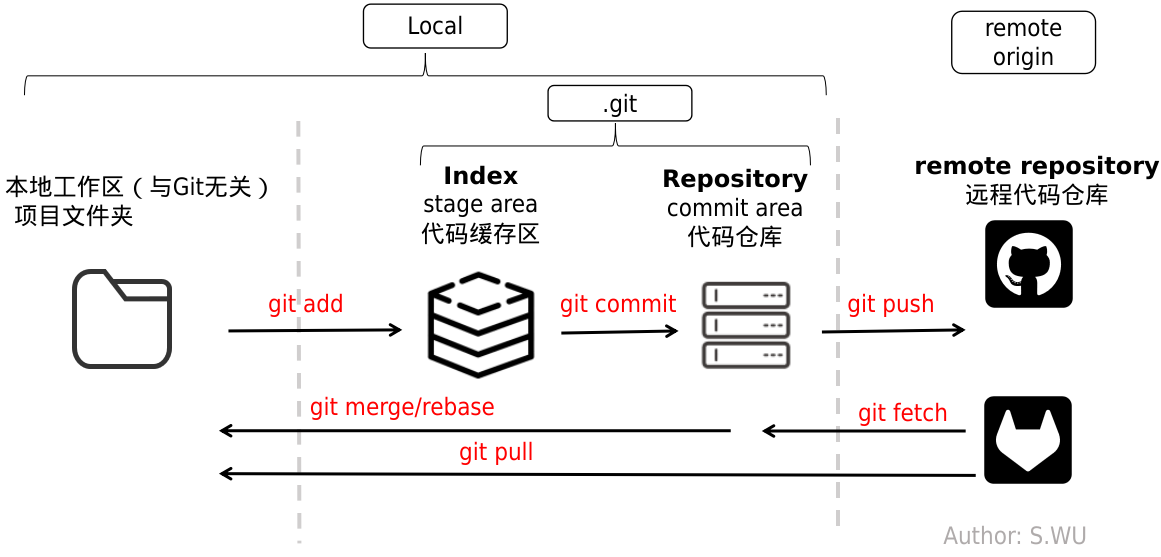 Local
remote
origin
.git
本地工作区（与Git无关）
项目文件夹
Index
stage area
代码缓存区
Repository
commit area
代码仓库
remote repository
远程代码仓库
git add
git commit
git push
git merge/rebase
git fetch
git pull
Author: S.WU